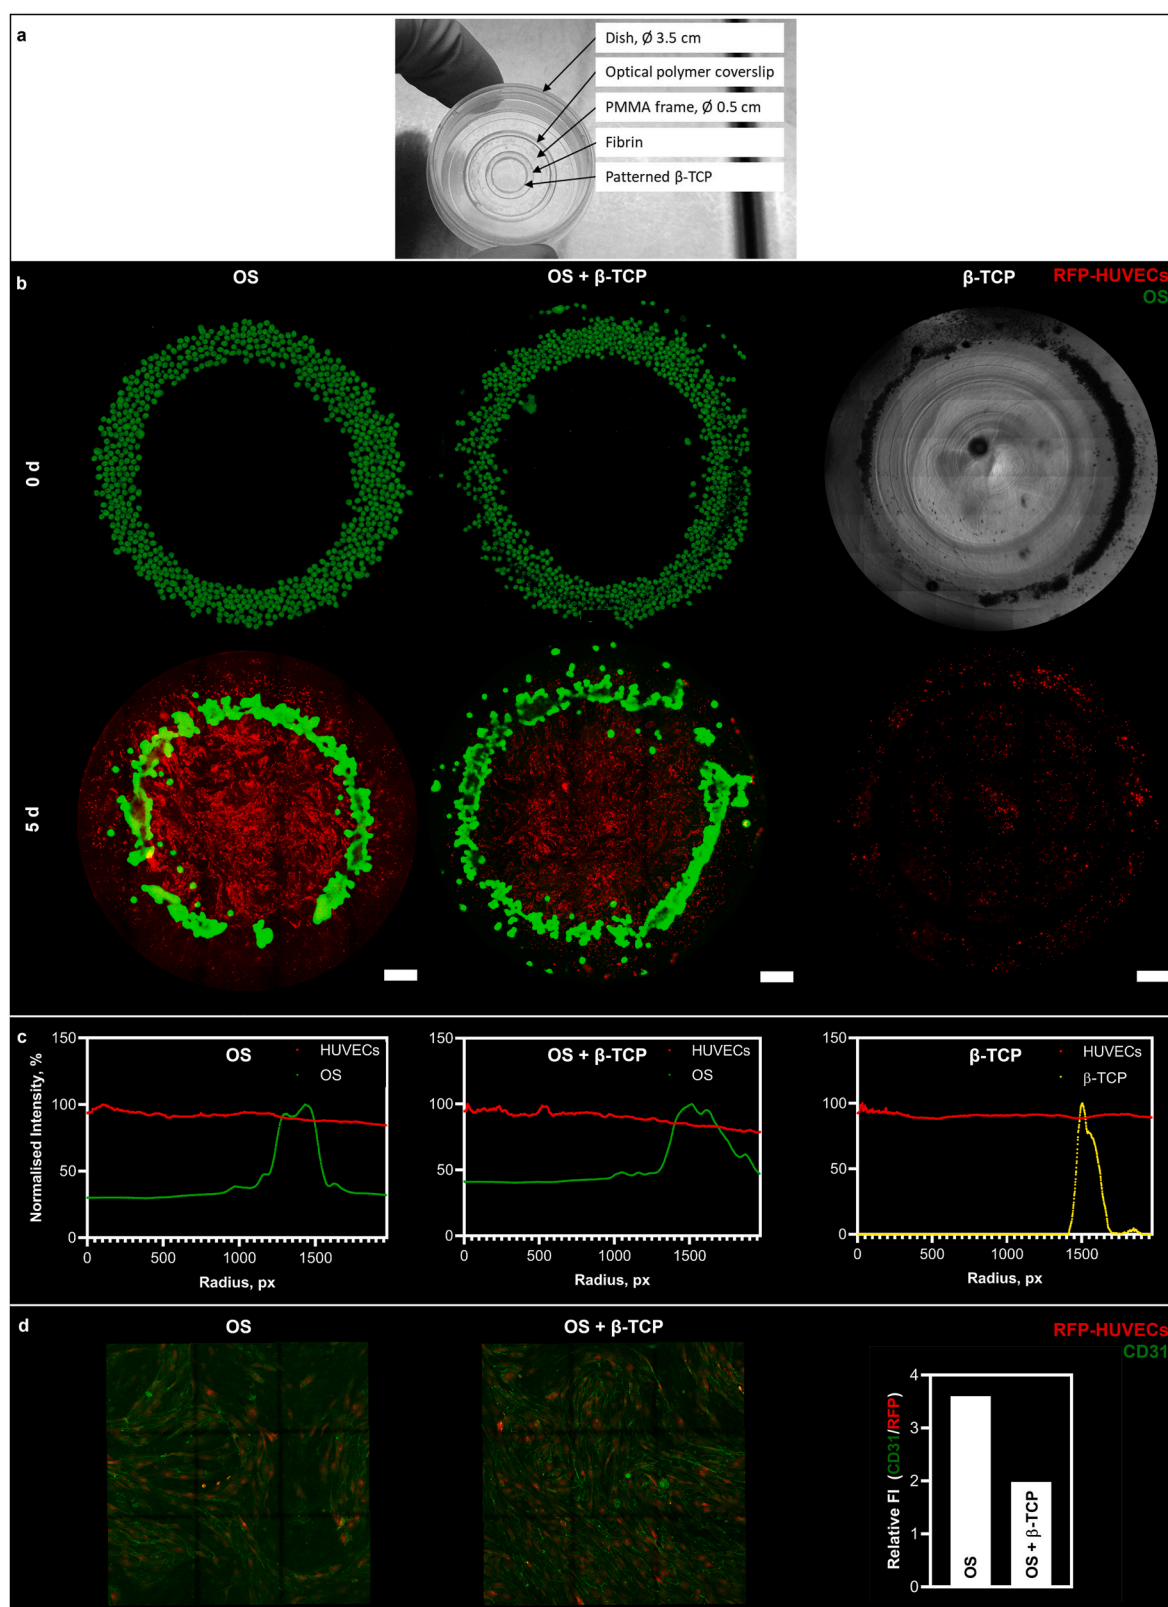 a
Dish, Ø 3.5 cm
Optical polymer coverslip
PMMA frame, Ø 0.5 cm
Fibrin
Patterned β-TCP
b
OS
OS + β-TCP
β-TCP
RFP-HUVECs
OS
0 d
5 d
c
Normalised Intensity, %
150
100
50
0
OS
HUVECs
OS
0 500 1000 1500
Radius, px
150
100
50
0
OS + β-TCP
HUVECs
OS
0 500 1000 1500
Radius, px
150
100
50
0
β-TCP
HUVECs
β-TCP
0 500 1000 1500
Radius, px
d
OS
OS + β-TCP
RFP-HUVECs
CD31
Relative FI (CD31/RFP)
4
3
2
1
0
OS
OS + β-TCP